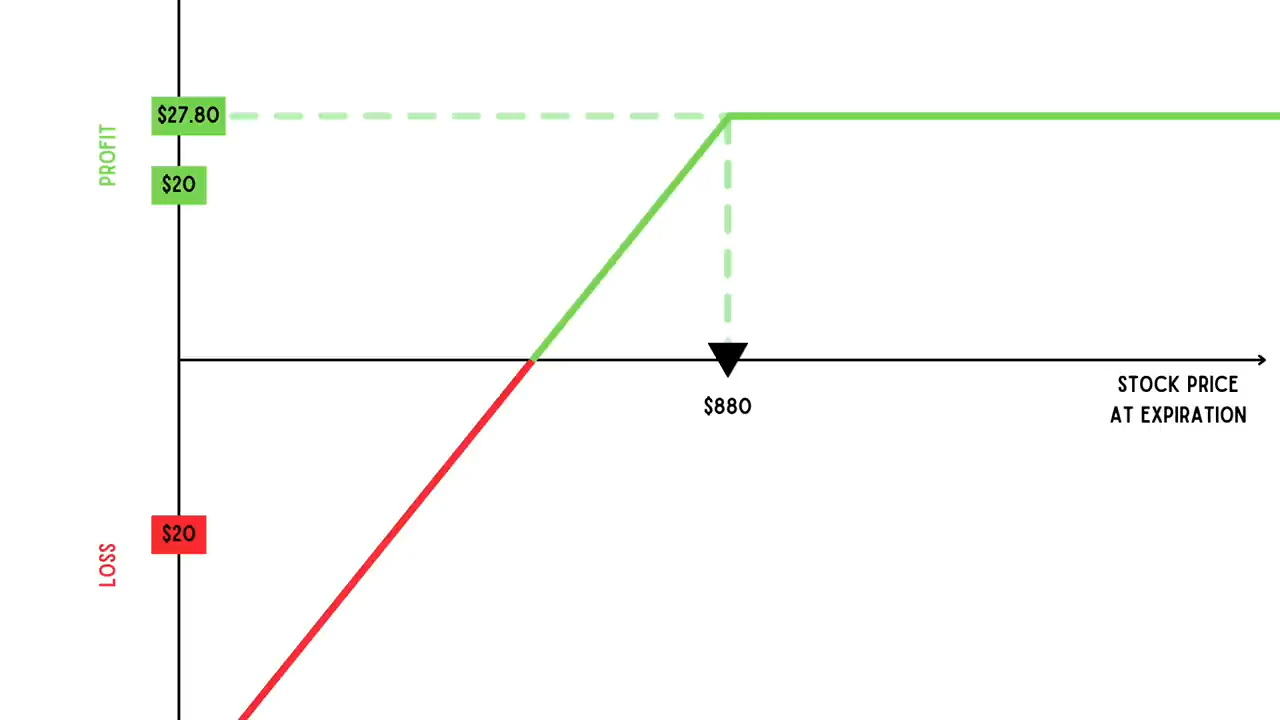 $27.80
PROFIT
$20
$880
STOCK PRICE
AT EXPIRATION
$20
LOSS